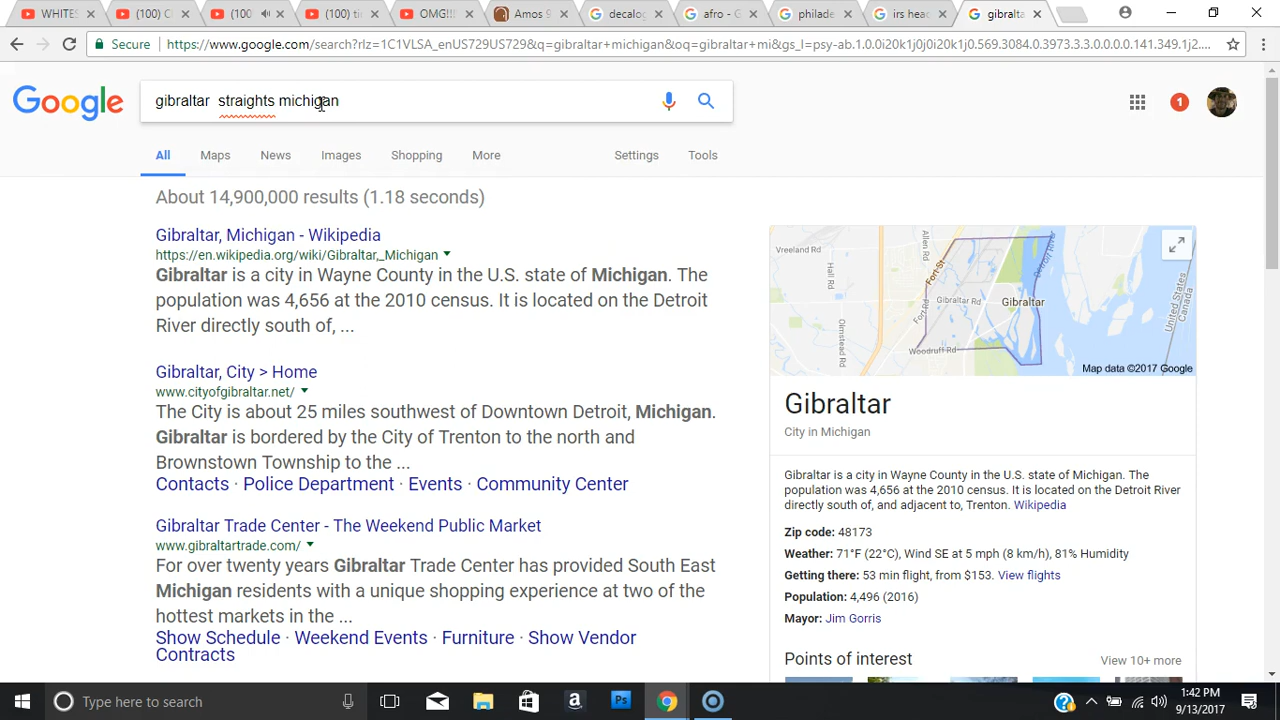 WHITES
(100) C
(100
(100) ti
OMG!!!
Amos 9
decalog
afro - G
philade
irs hea
gibralta
Secure
https://www.google.com/search?rlz=1C1VLSA_enUS729US729&q=gibraltar+michigan&oq=gibraltar+mi&gs_l=psy-ab.1.0.0i20k1j0j0i20k1j0.569.3084.0.3973.3.3.0.0.0.0.141.349.1j2....
Google
gibraltar straights michigan
1
All Maps News Images Shopping More Settings Tools
About 14,900,000 results (1.18 seconds)
Gibraltar, Michigan - Wikipedia
https://en.wikipedia.org/wiki/Gibraltar,_Michigan
Gibraltar is a city in Wayne County in the U.S. state of Michigan. The
population was 4,656 at the 2010 census. It is located on the Detroit
River directly south of, ...
Gibraltar, City > Home
www.cityofgibraltar.net/
The City is about 25 miles southwest of Downtown Detroit, Michigan.
Gibraltar is bordered by the City of Trenton to the north and
Brownstown Township to the ...
Contacts · Police Department · Events · Community Center
Gibraltar Trade Center - The Weekend Public Market
www.gibraltartrade.com/
For over twenty years Gibraltar Trade Center has provided South East
Michigan residents with a unique shopping experience at two of the
hottest markets in the ...
Show Schedule · Weekend Events · Furniture · Show Vendor
Contracts
Vreeland Rd
Hall Rd
Allen Rd
Fort St
Gibraltar Rd
Gibraltar
Detroit River
Olmstead Rd
Fort Rd
Woodruff Rd
United States
Canada
Map data ©2017 Google
Gibraltar
City in Michigan
Gibraltar is a city in Wayne County in the U.S. state of Michigan. The
population was 4,656 at the 2010 census. It is located on the Detroit River
directly south of, and adjacent to, Trenton. Wikipedia
Zip code: 48173
Weather: 71°F (22°C), Wind SE at 5 mph (8 km/h), 81% Humidity
Getting there: 53 min flight, from $153. View flights
Population: 4,496 (2016)
Mayor: Jim Gorris
Points of interest View 10+ more
Type here to search
1:42 PM
9/13/2017